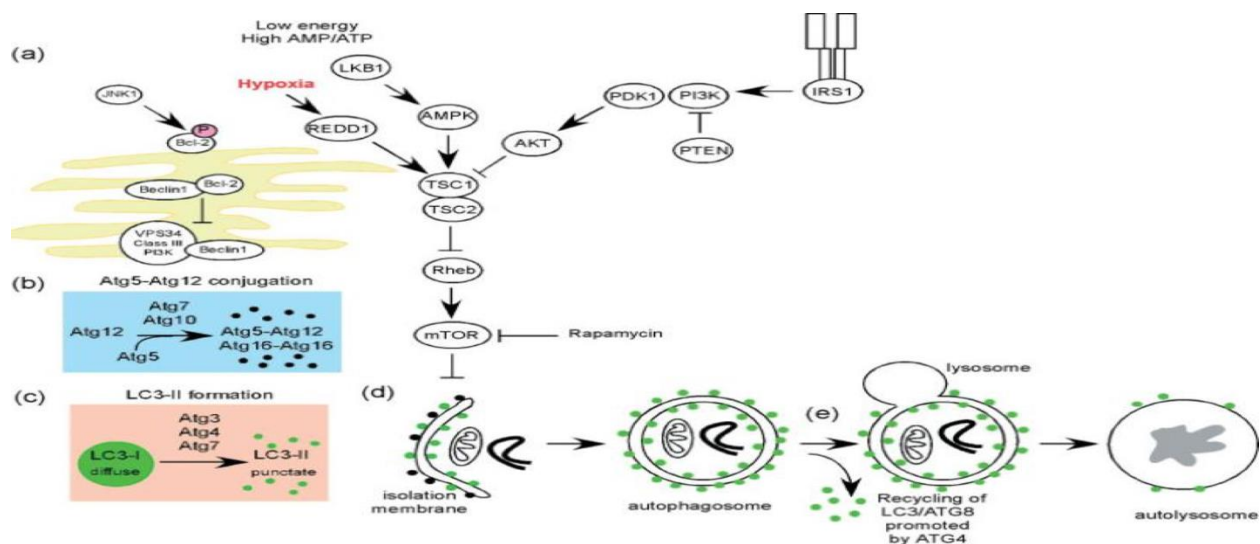 (a)
Low energy
High AMP/ATP
LKB1
Hypoxia
JNK1
P
Bcl-2
REDD1
AMPK
AKT
PDK1
PI3K
IRS1
PTEN
TSC1
TSC2
Beclin1
Bcl-2
VPS34
Class III
PI3K
Beclin1
Rheb
mTOR
Rapamycin
(b)
Atg5-Atg12 conjugation
Atg12
Atg7
Atg10
Atg5
Atg5-Atg12
Atg16-Atg16
(c)
LC3-II formation
LC3-I
diffuse
Atg3
Atg4
Atg7
LC3-II
punctate
(d)
isolation
membrane
autophagosome
(e)
lysosome
Recycling of
LC3/ATG8
promoted
by ATG4
autolysosome